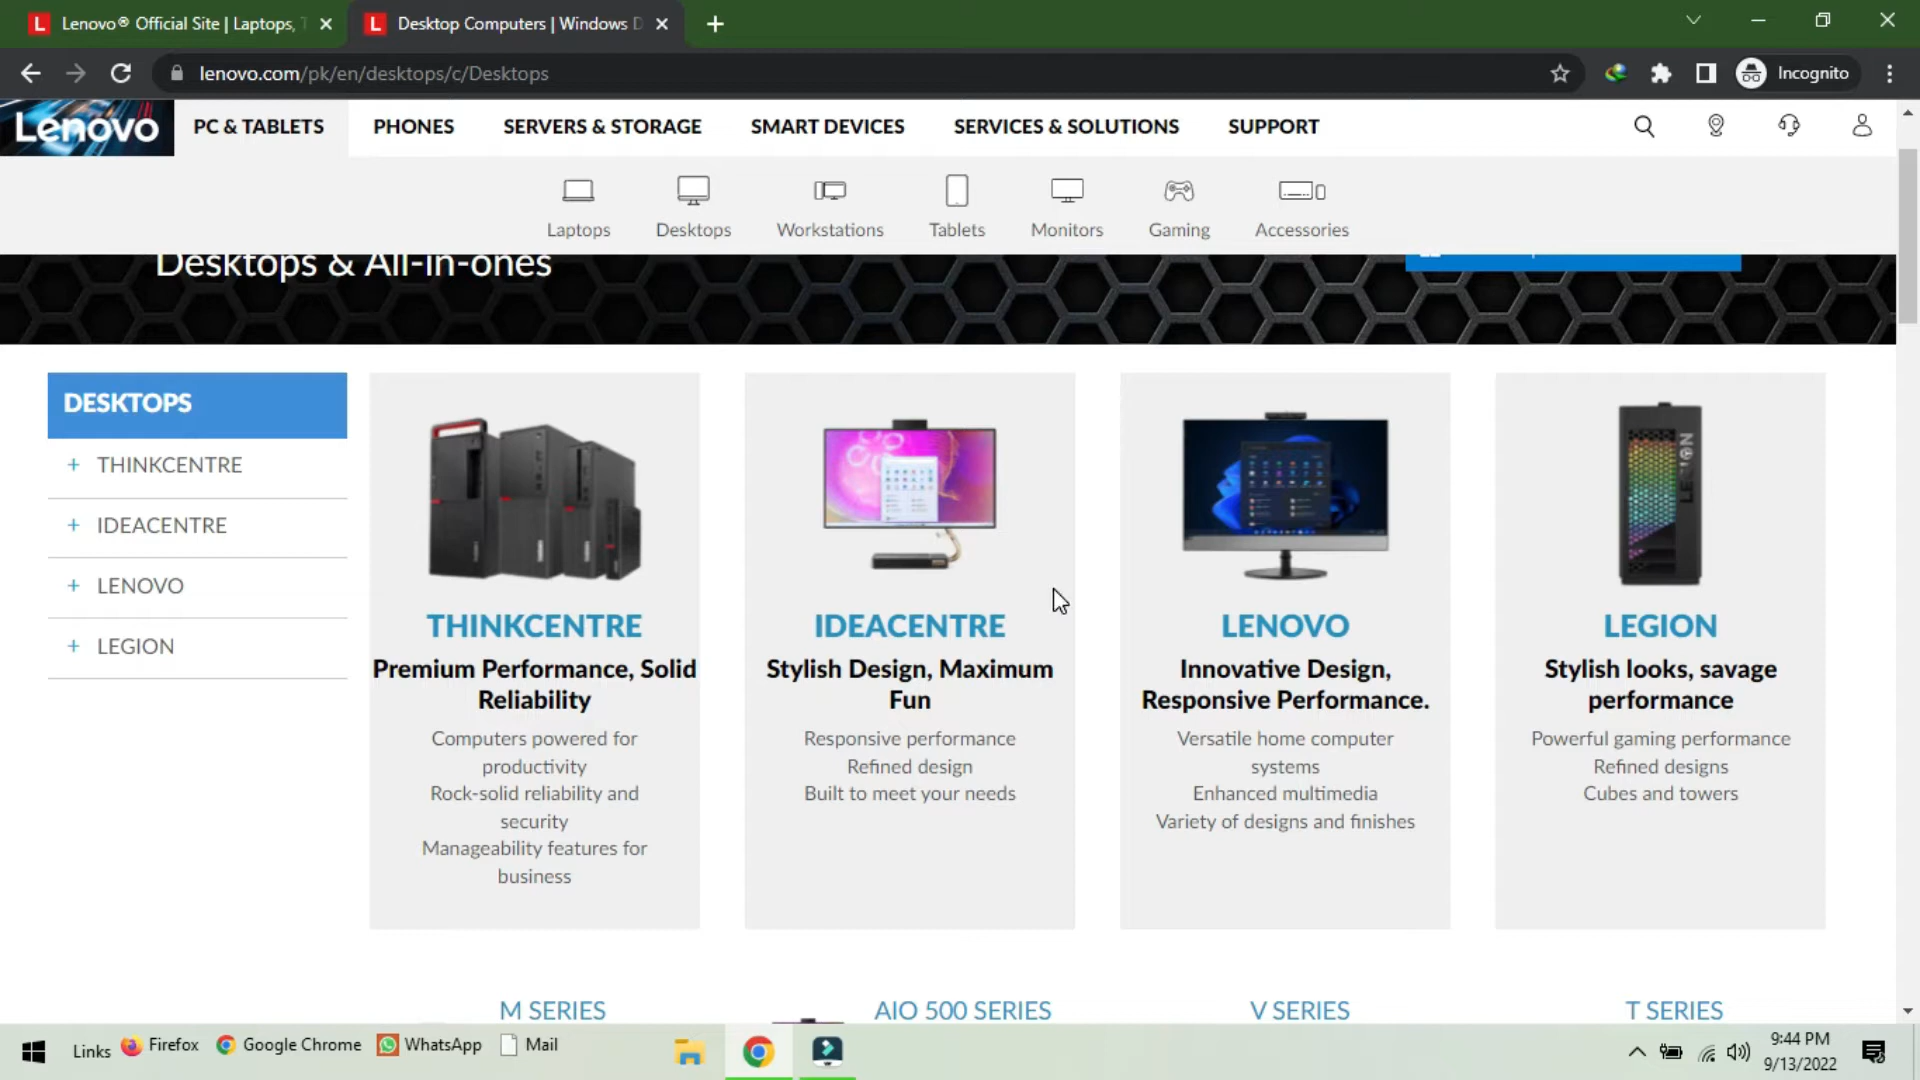 Lenovo® Official Site | Laptops,
Desktop Computers | Windows D
lenovo.com/pk/en/desktops/c/Desktops
Incognito
Lenovo
PC & TABLETS
PHONES
SERVERS & STORAGE
SMART DEVICES
SERVICES & SOLUTIONS
SUPPORT
Laptops
Desktops
Workstations
Tablets
Monitors
Gaming
Accessories
Desktops & All-in-ones
DESKTOPS
+ THINKCENTRE
+ IDEACENTRE
+ LENOVO
+ LEGION
THINKCENTRE
Premium Performance, Solid
Reliability
Computers powered for
productivity
Rock-solid reliability and
security
Manageability features for
business
IDEACENTRE
Stylish Design, Maximum
Fun
Responsive performance
Refined design
Built to meet your needs
LENOVO
Innovative Design,
Responsive Performance.
Versatile home computer
systems
Enhanced multimedia
Variety of designs and finishes
LEGION
LEGION
Stylish looks, savage
performance
Powerful gaming performance
Refined designs
Cubes and towers
M SERIES
AIO 500 SERIES
V SERIES
T SERIES
Links
Firefox
Google Chrome
WhatsApp
Mail
9:44 PM
9/13/2022